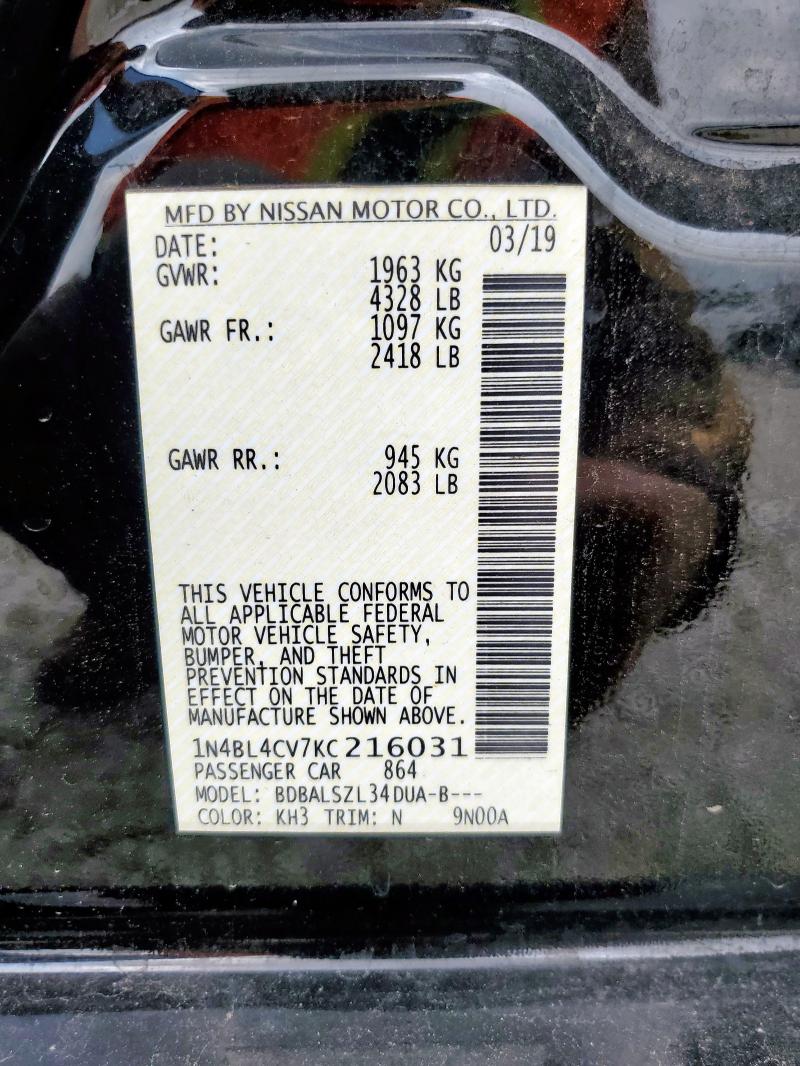 MFD BY NISSAN MOTOR CO., LTD.
DATE: 03/19
GVWR: 1963 KG
4328 LB
GAWR FR.: 1097 KG
2418 LB
GAWR RR.: 945 KG
2083 LB
THIS VEHICLE CONFORMS TO
ALL APPLICABLE FEDERAL
MOTOR VEHICLE SAFETY,
BUMPER, AND THEFT
PREVENTION STANDARDS IN
EFFECT ON THE DATE OF
MANUFACTURE SHOWN ABOVE.
1N4BL4CV7KC216031
PASSENGER CAR 864
MODEL: BDBALSZL34DUA-B---
COLOR: KH3 TRIM: N 9N00A